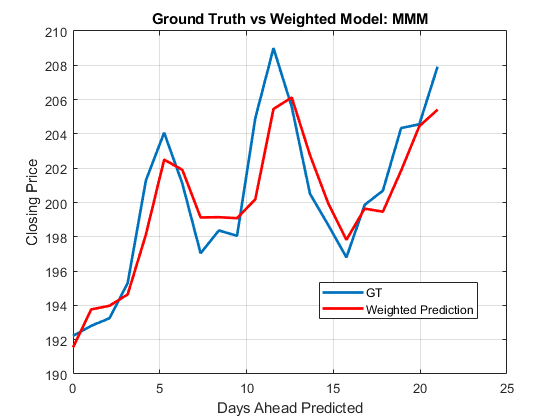 Ground Truth vs Weighted Model: MMM
210
208
206
204
202
200
198
196
194
192
190
Closing Price
GT
Weighted Prediction
0 5 10 15 20 25
Days Ahead Predicted